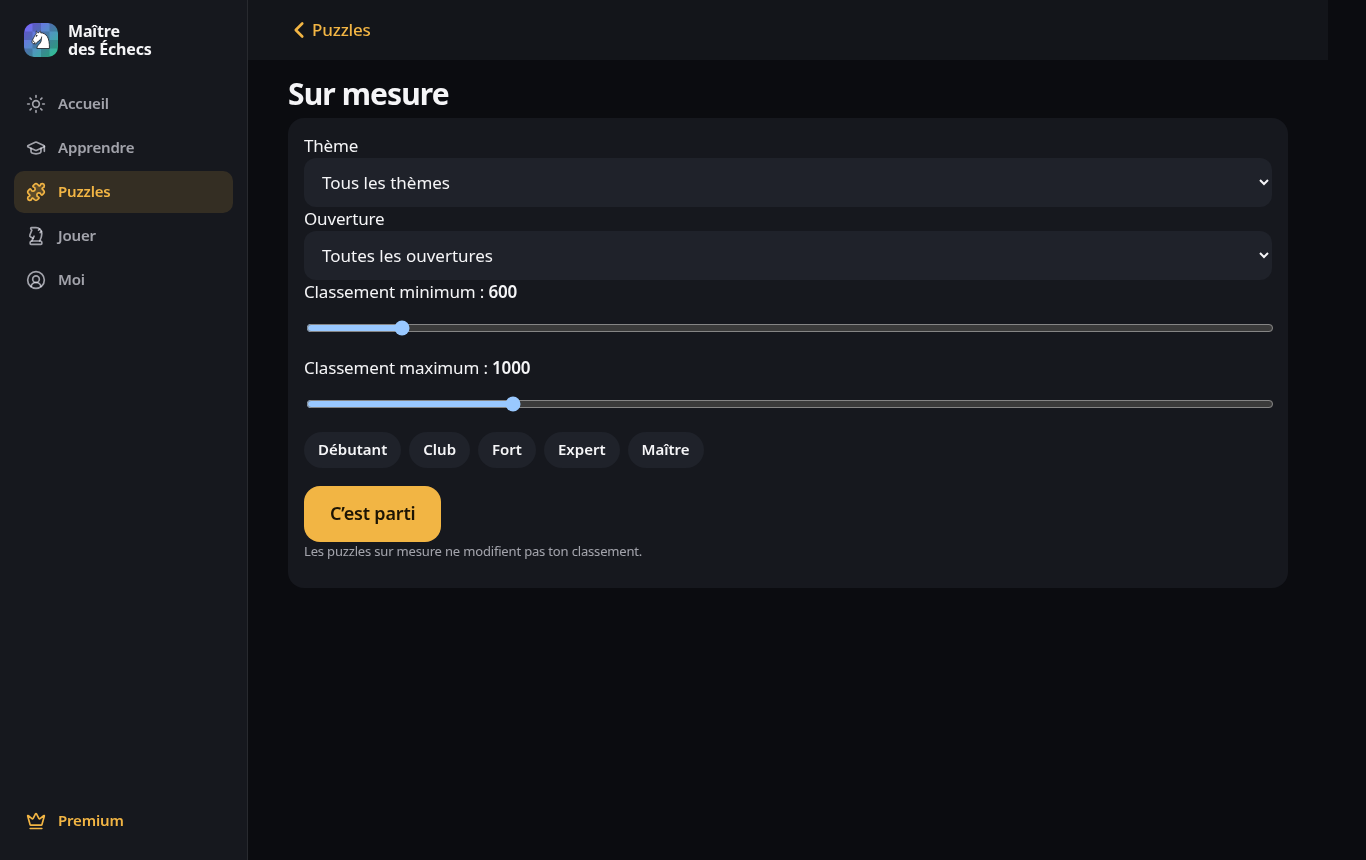 Maître
des Échecs
Accueil
Apprendre
Puzzles
Jouer
Moi
Premium
Puzzles
Sur mesure
Thème
Tous les thèmes
Ouverture
Toutes les ouvertures
Classement minimum : 600
Classement maximum : 1000
Débutant Club Fort Expert Maître
C’est parti
Les puzzles sur mesure ne modifient pas ton classement.